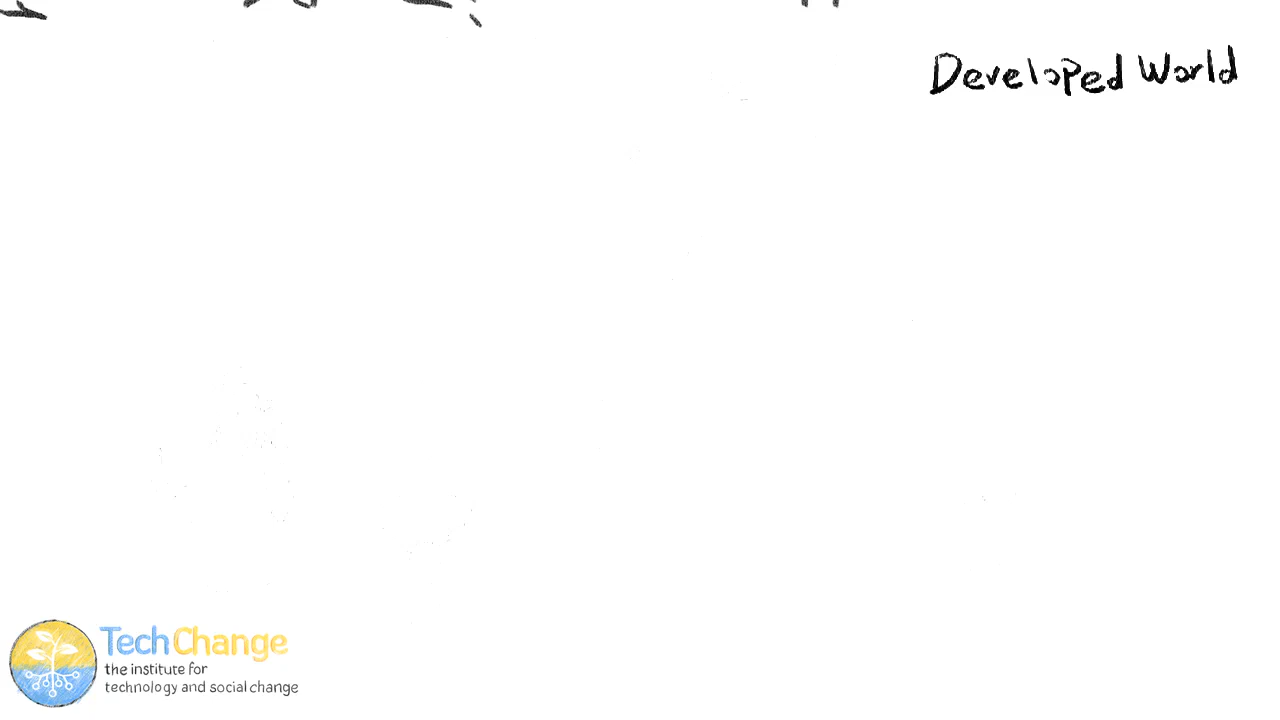 Developed World
TechChange
the institute for
technology and social change